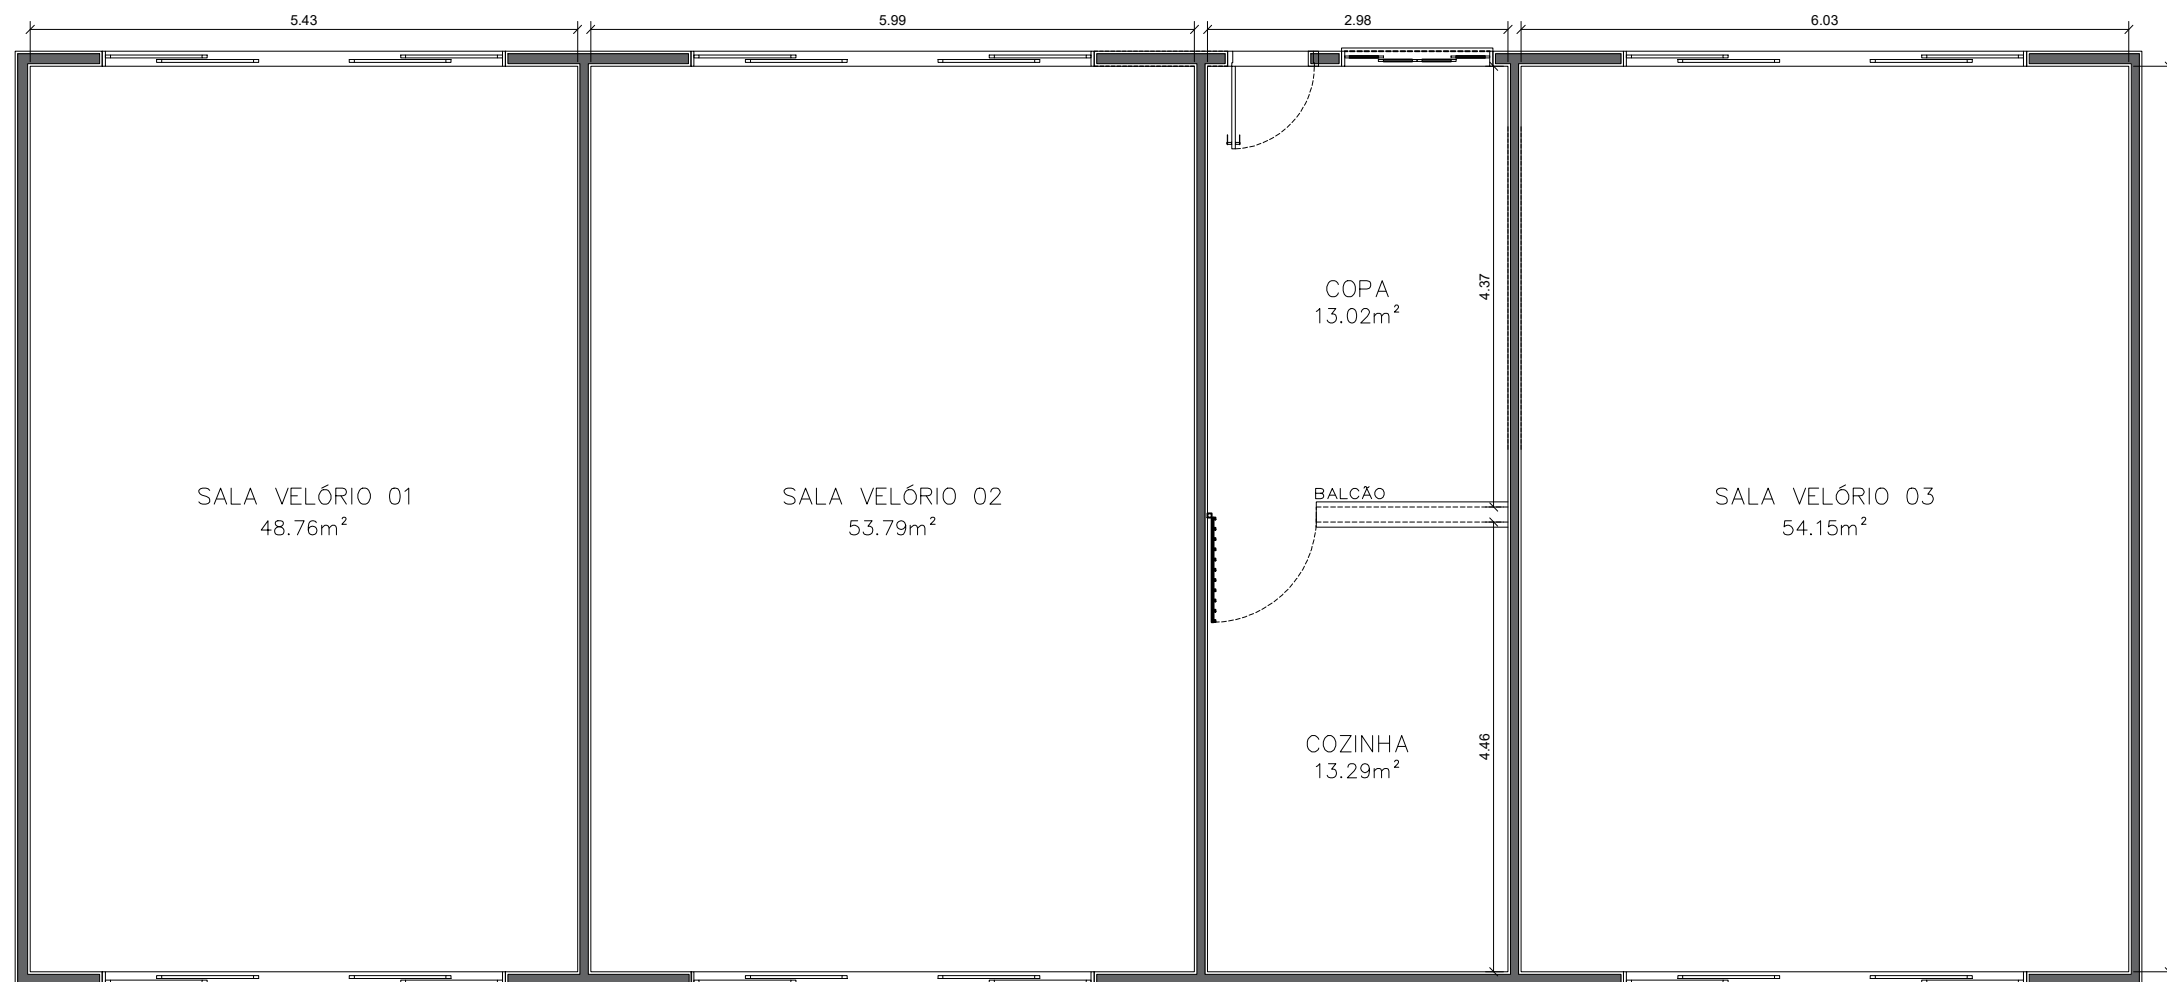 5.43
5.99
2.98
6.03
COPA
13.02m²
4.37
SALA VELÓRIO 01
48.76m²
SALA VELÓRIO 02
53.79m²
BALCÃO
SALA VELÓRIO 03
54.15m²
COZINHA
13.29m²
4.46